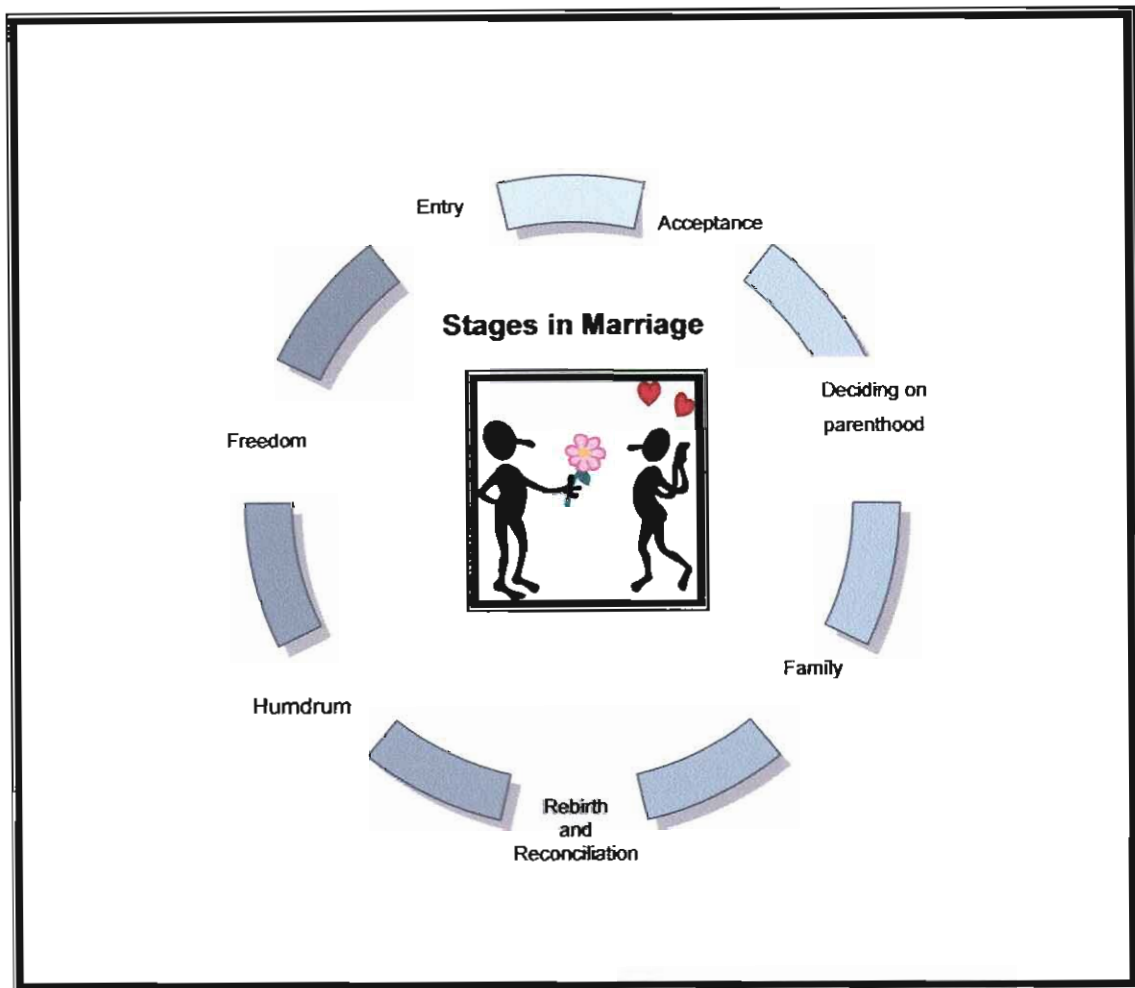 Entry
Acceptance
Stages in Marriage
Deciding on
parenthood
Freedom
Family
Humdrum
Rebirth
and
Reconciliation